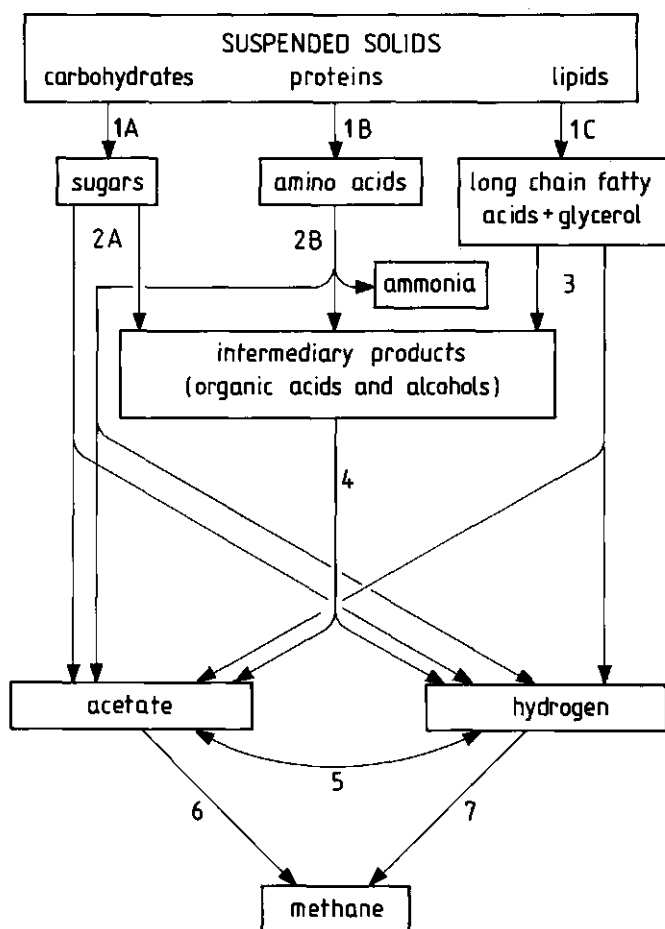 SUSPENDED SOLIDS
carbohydrates proteins lipids
1A 1B 1C
sugars amino acids long chain fatty
acids + glycerol
2A 2B 3
ammonia
intermediary products
(organic acids and alcohols)
4
acetate hydrogen
5
6 7
methane